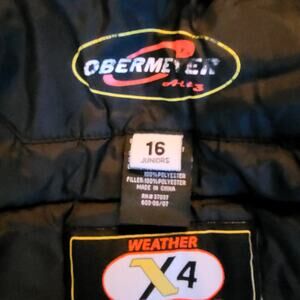 OBERMEYER
16
JUNIORS
100%POLYESTER
FILLER:100%POLYESTER
MADE IN CHINA
WEATHER
X4